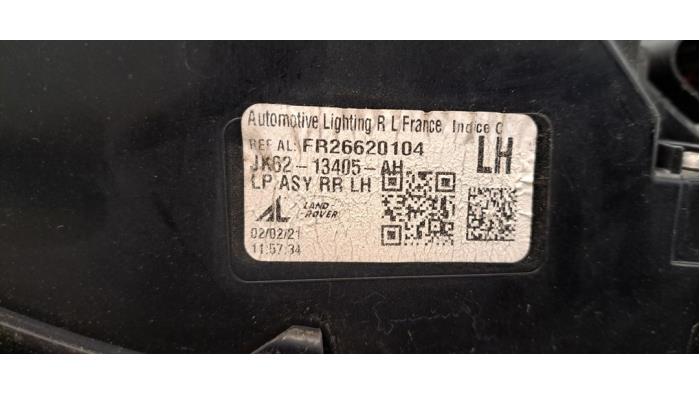 Automotive Lighting R L France Indice C
REF AL: FR26620104
JK62-13405-AH
LP ASY RR LH
LH
AL LAND-
ROVER
02/02/21
11:57:34